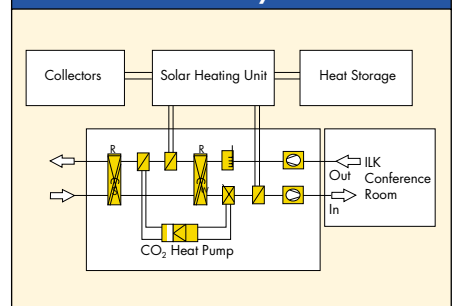 Collectors
Solar Heating Unit
Heat Storage
R
R
Out
ILK
Conference
Room
In
CO₂ Heat Pump